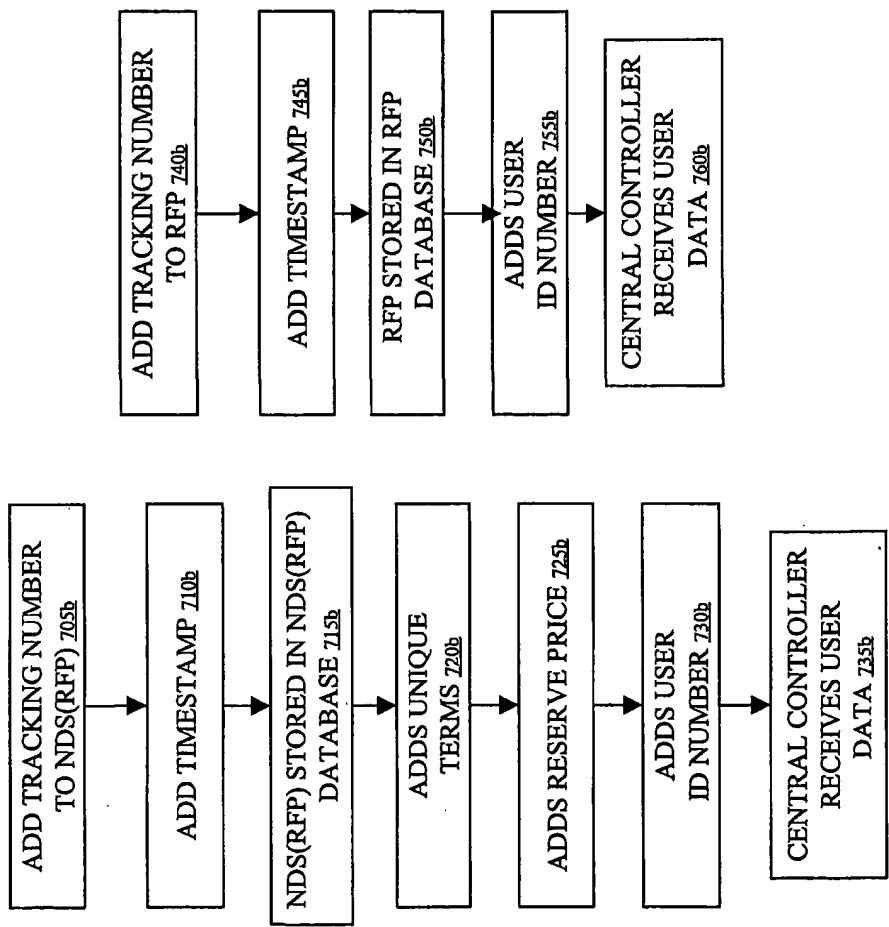 ADD TRACKING NUMBER
TO NDS(RFP) 705b
ADD TIMESTAMP 710b
NDS(RFP) STORED IN NDS(RFP)
DATABASE 715b
ADDS UNIQUE
TERMS 720b
ADDS RESERVE PRICE 725b
ADDS USER
ID NUMBER 730b
CENTRAL CONTROLLER
RECEIVES USER
DATA 735b
ADD TRACKING NUMBER
TO RFP 740b
ADD TIMESTAMP 745b
RFP STORED IN RFP
DATABASE 750b
ADDS USER
ID NUMBER 755b
CENTRAL CONTROLLER
RECEIVES USER
DATA 760b